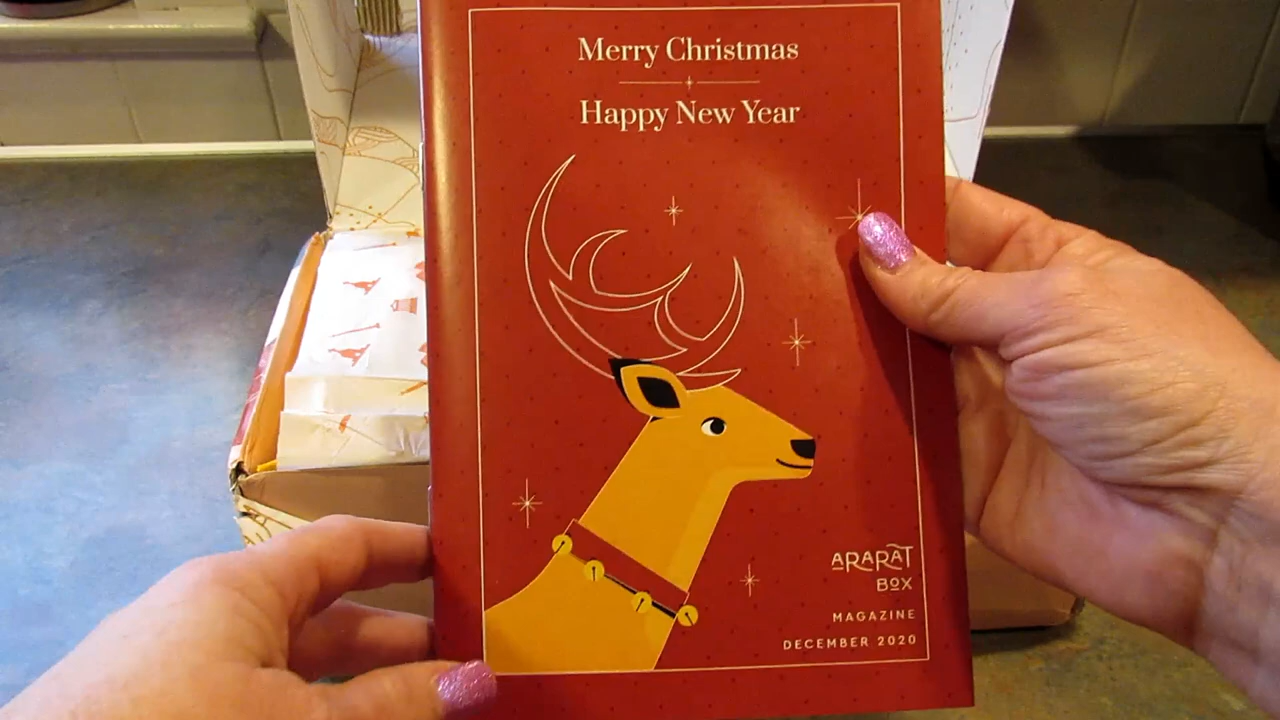 Merry Christmas
Happy New Year
ARARAT
BOX
MAGAZINE
DECEMBER 2020